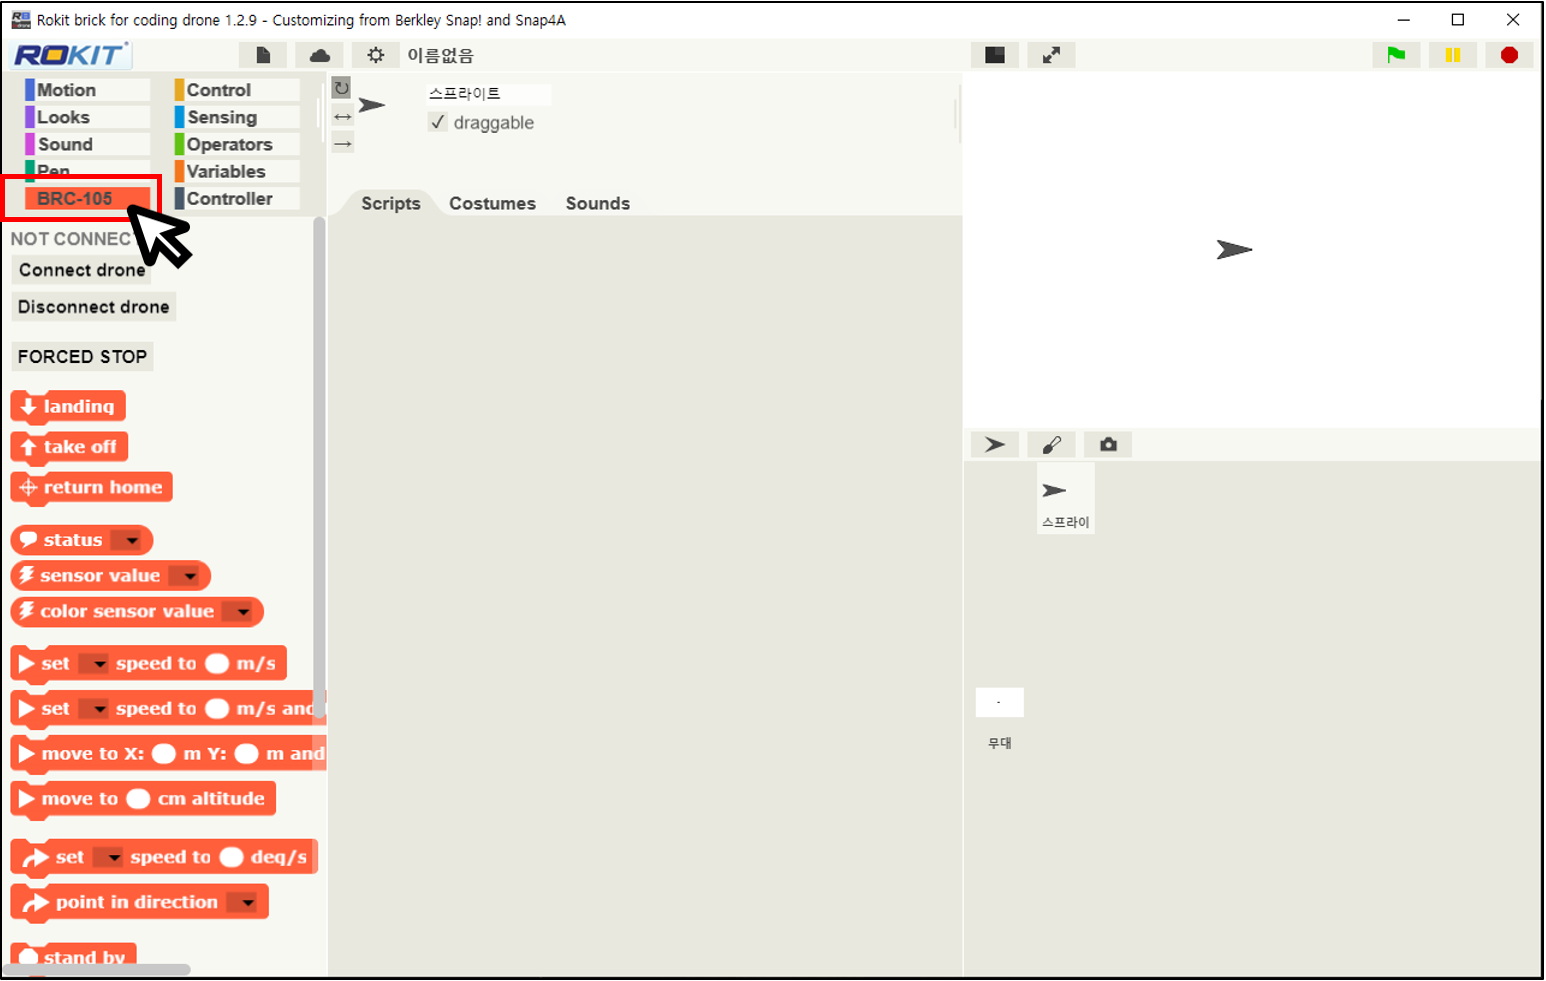 Rokit brick for coding drone 1.2.9 - Customizing from Berkley Snap! and Snap4A
ROKIT
이름없음
Motion
Control
Looks
Sensing
Sound
Operators
Pen
Variables
BRC-105
Controller
스프라이트
draggable
Scripts Costumes Sounds
NOT CONNEC
Connect drone
Disconnect drone
FORCED STOP
landing
take off
return home
status
sensor value
color sensor value
set speed to m/s
set speed to m/s and
move to X: m Y: m and
move to cm altitude
set speed to deg/s
point in direction
stand by
스프라이
무대